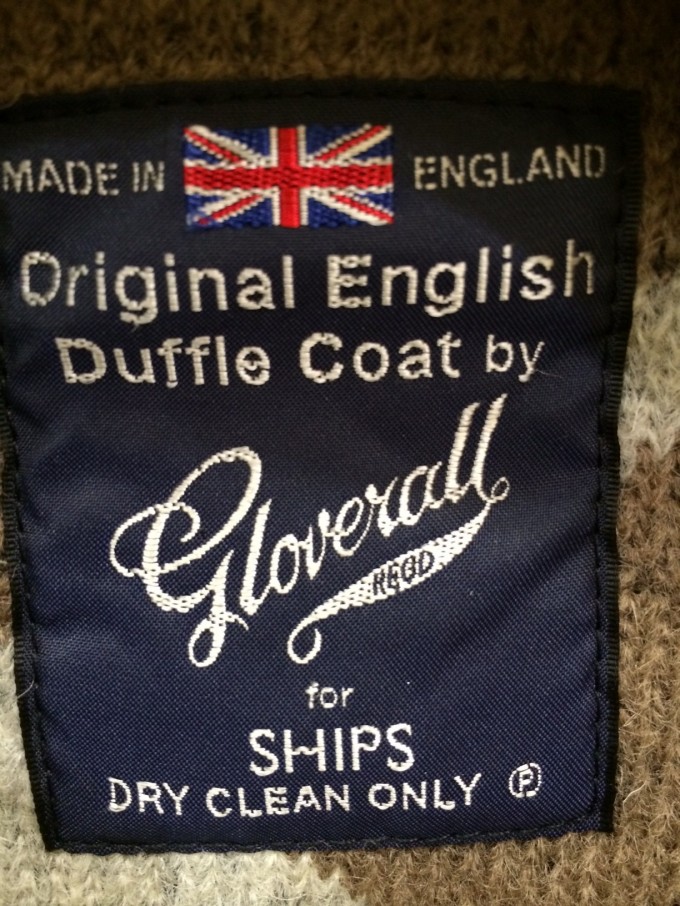 MADE IN ENGLAND
Original English
Duffle Coat by
Gloverall
REGD
for
SHIPS
DRY CLEAN ONLY Ⓟ